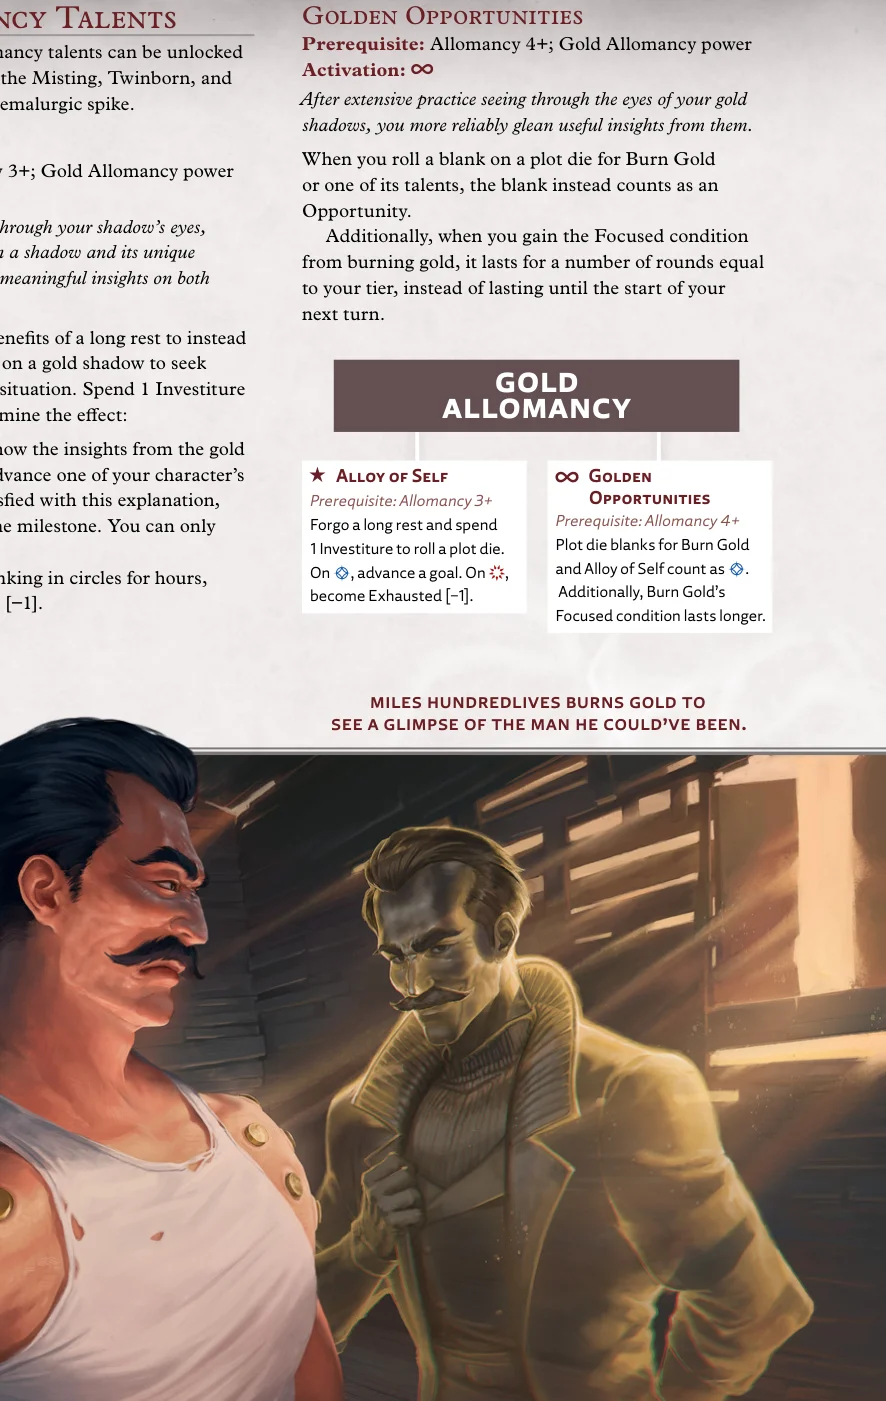 NCY TALENTS
mancy talents can be unlocked
the Misting, Twinborn, and
emalurgic spike.
3+; Gold Allomancy power
through your shadow's eyes,
a shadow and its unique
meaningful insights on both
enefits of a long rest to instead
on a gold shadow to seek
situation. Spend 1 Investiture
mine the effect:
now the insights from the gold
dvance one of your character's
sfied with this explanation,
ne milestone. You can only
nking in circles for hours,
[−1].
GOLDEN OPPORTUNITIES
Prerequisite: Allomancy 4+; Gold Allomancy power
Activation: ∞
After extensive practice seeing through the eyes of your gold
shadows, you more reliably glean useful insights from them.
When you roll a blank on a plot die for Burn Gold
or one of its talents, the blank instead counts as an
Opportunity.
Additionally, when you gain the Focused condition
from burning gold, it lasts for a number of rounds equal
to your tier, instead of lasting until the start of your
next turn.
GOLD
ALLOMANCY
★ ALLOY OF SELF
Prerequisite: Allomancy 3+
Forgo a long rest and spend
1 Investiture to roll a plot die.
On , advance a goal. On ,
become Exhausted [−1].
∞ GOLDEN
OPPORTUNITIES
Prerequisite: Allomancy 4+
Plot die blanks for Burn Gold
and Alloy of Self count as .
Additionally, Burn Gold's
Focused condition lasts longer.
MILES HUNDREDLIVES BURNS GOLD TO
SEE A GLIMPSE OF THE MAN HE COULD'VE BEEN.